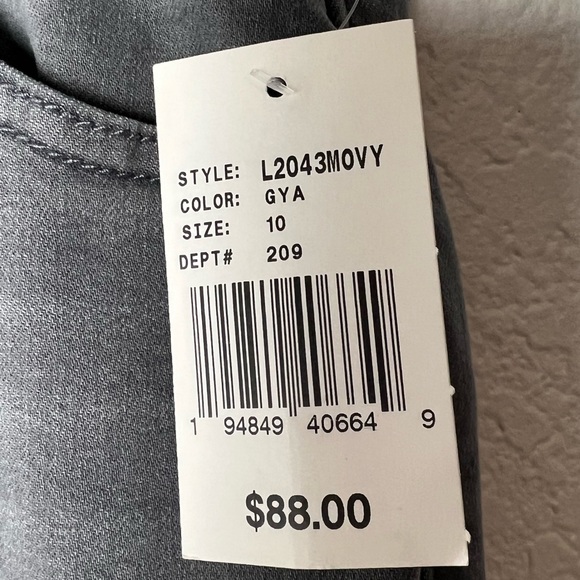 STYLE: L2043MOVY
COLOR: GYA
SIZE: 10
DEPT# 209
1 94849 40664 9
$88.00